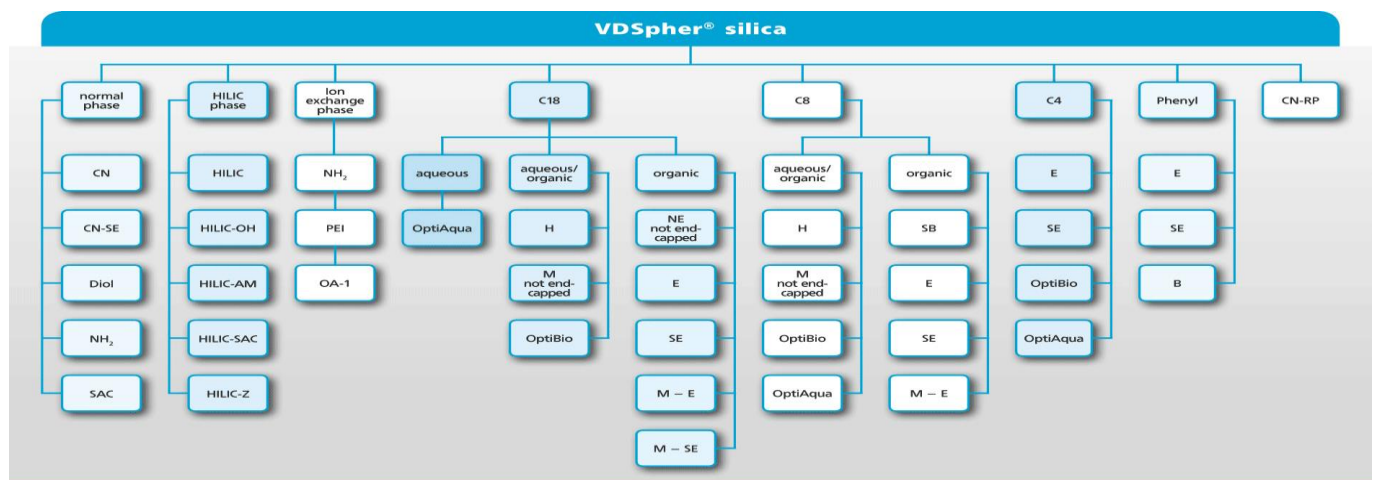 VDSpher® silica
normal
phase
HILIC
phase
Ion
exchange
phase
C18
C8
C4
Phenyl
CN-RP
CN
HILIC
NH₂
aqueous
aqueous/
organic
organic
aqueous/
organic
organic
E
E
CN-SE
HILIC-OH
PEI
OptiAqua
H
NE
not end-
capped
H
SB
SE
SE
Diol
HILIC-AM
OA-1
M
not end-
capped
E
M
not end-
capped
E
OptiBio
B
NH₂
HILIC-SAC
OptiBio
SE
OptiBio
SE
OptiAqua
SAC
HILIC-Z
M – E
OptiAqua
M – E
M – SE